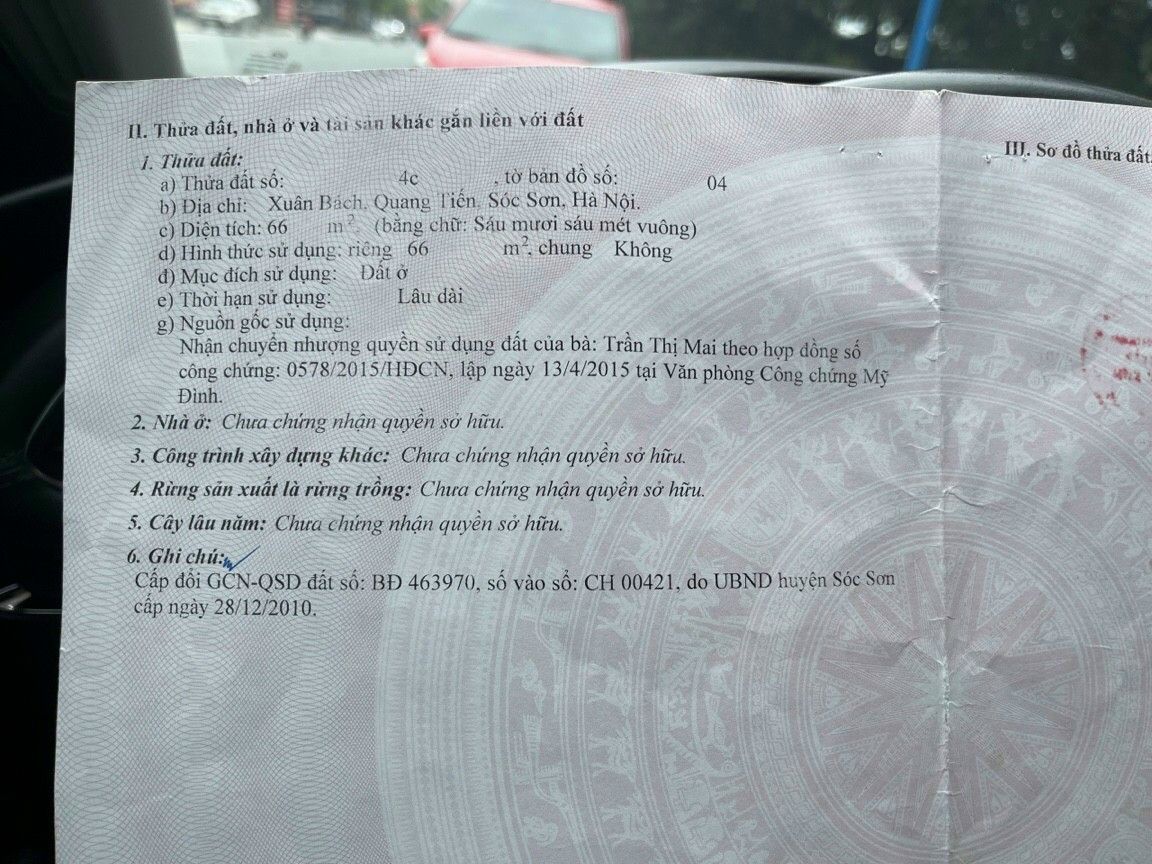 II. Thửa đất, nhà ở và tài sản khác gắn liền với đất
1. Thửa đất:
a) Thửa đất số: 4c , tờ bản đồ số: 04
b) Địa chỉ: Xuân Bách, Quang Tiến, Sóc Sơn, Hà Nội.
c) Diện tích: 66 m², (bằng chữ: Sáu mươi sáu mét vuông)
d) Hình thức sử dụng: riêng 66 m², chung Không
đ) Mục đích sử dụng: Đất ở
e) Thời hạn sử dụng: Lâu dài
g) Nguồn gốc sử dụng:
Nhận chuyển nhượng quyền sử dụng đất của bà: Trần Thị Mai theo hợp đồng số
công chứng: 0578/2015/HĐCN, lập ngày 13/4/2015 tại Văn phòng Công chứng Mỹ
Đình.
2. Nhà ở: Chưa chứng nhận quyền sở hữu.
3. Công trình xây dựng khác: Chưa chứng nhận quyền sở hữu.
4. Rừng sản xuất là rừng trồng: Chưa chứng nhận quyền sở hữu.
5. Cây lâu năm: Chưa chứng nhận quyền sở hữu.
6. Ghi chú:
Cấp đổi GCN-QSD đất số: BĐ 463970, số vào sổ: CH 00421, do UBND huyện Sóc Sơn
cấp ngày 28/12/2010.
III. Sơ đồ thửa đất,